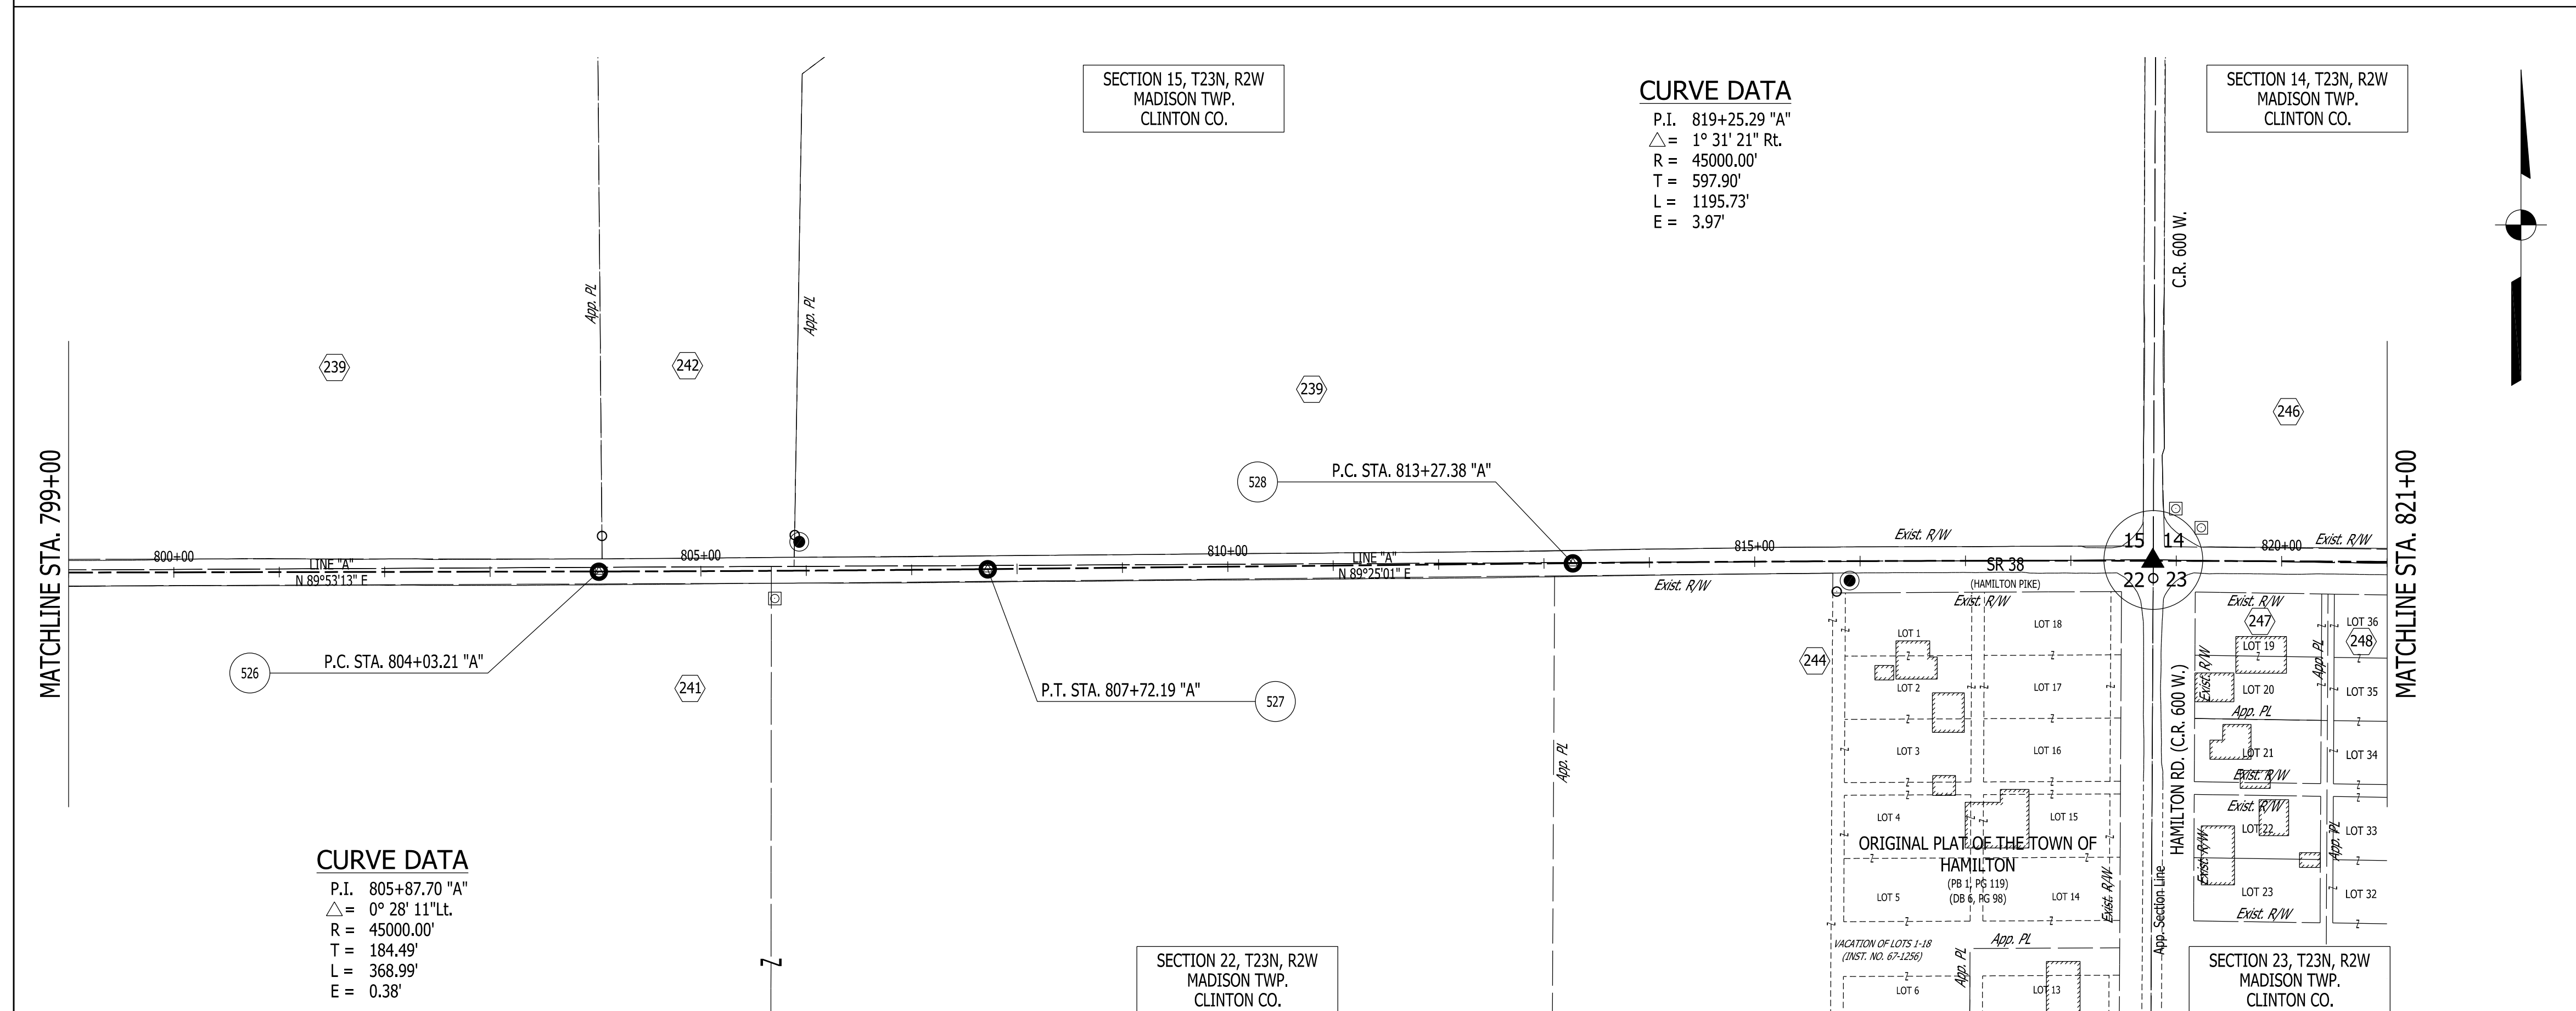 SECTION 15, T23N, R2W
MADISON TWP.
CLINTON CO.
CURVE DATA
P.I. 819+25.29 "A"
△= 1° 31' 21" Rt.
R = 45000.00'
T = 597.90'
L = 1195.73'
E = 3.97'
SECTION 14, T23N, R2W
MADISON TWP.
CLINTON CO.
C.R. 600 W.
App. PL
App. PL
239
242
239
246
MATCHLINE STA. 799+00
MATCHLINE STA. 821+00
528
P.C. STA. 813+27.38 "A"
800+00
LINE "A"
N 89°53'13" E
805+00
810+00
LINE "A"
N 89°25'01" E
815+00
Exist. R/W
Exist. R/W
SR 38
(HAMILTON PIKE)
15 14
22 23
820+00
Exist. R/W
526
P.C. STA. 804+03.21 "A"
241
P.T. STA. 807+72.19 "A"
527
App. PL
244
Exist. R/W
LOT 1
LOT 18
LOT 2
LOT 17
LOT 3
LOT 16
LOT 4
LOT 15
ORIGINAL PLAT OF THE TOWN OF
HAMILTON
(PB 1, PG 119)
(DB 6, PG 98)
LOT 5
LOT 14
Exist. R/W
VACATION OF LOTS 1-18
(INST. NO. 67-1256)
App. PL
App. PL
LOT 6
LOT 13
HAMILTON RD. (C.R. 600 W.)
App. Section Line
Exist. R/W
247
LOT 19
LOT 36
248
Exist. R/W
App. PL
LOT 20
LOT 35
App. PL
LOT 21
LOT 34
Exist. R/W
Exist. R/W
LOT 22
LOT 33
Exist. R/W
App. PL
LOT 23
LOT 32
Exist. R/W
CURVE DATA
P.I. 805+87.70 "A"
△= 0° 28' 11"Lt.
R = 45000.00'
T = 184.49'
L = 368.99'
E = 0.38'
SECTION 22, T23N, R2W
MADISON TWP.
CLINTON CO.
SECTION 23, T23N, R2W
MADISON TWP.
CLINTON CO.